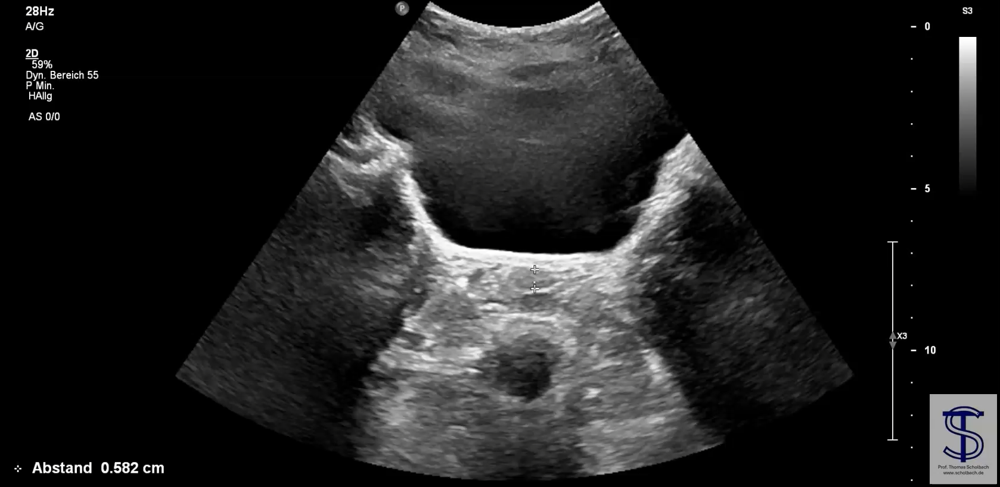 28Hz
A/G
2D
59%
Dyn. Bereich 55
P Min.
HAllg
AS 0/0
P
S3
0
5
X3
10
Abstand 0.582 cm
Prof. Thomas Scholbach
www.scholbach.de